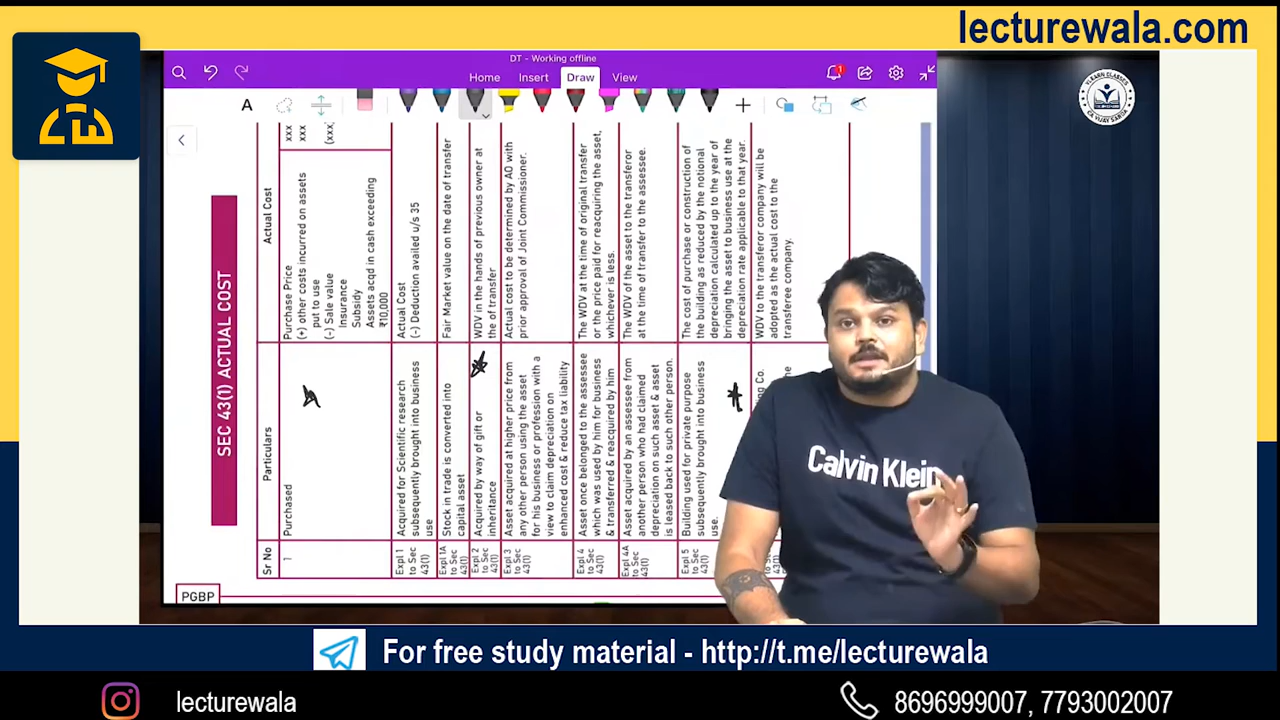 lecturewala.com
DT - Working offline
Home Insert Draw View
1
A
YLEARN CLASSES
CA VIJAY SARDA
PGBP
SEC 43(1) ACTUAL COST
Sr No Particulars Actual Cost
1 Purchased
Purchase Price xxx
(+) other costs incurred on assets xxx
put to use
(-) Sale value (xxx
Insurance
Subsidy
Assets acqd in cash exceeding
₹10,000
Expl 1
to Sec
43(1)
Acquired for Scientific research
subsequently brought into business
use
Actual Cost
(-) Deduction availed u/s 35
Expl 1A
to Sec
43(1)
Stock in trade is converted into
capital asset
Fair Market value on the date of transfer
Expl 2
to Sec
43(1)
Acquired by way of gift or
inheritance
WDV in the hands of previous owner at
the of transfer
Expl 3
to Sec
43(1)
Asset acquired at higher price from
any other person using the asset
for his business or profession with a
view to claim depreciation on
enhanced cost & reduce tax liability
Actual cost to be determined by AO with
prior approval of Joint Commissioner.
Expl 4
to Sec
43(1)
Asset once belonged to the assessee
which was used by him for business
& transferred & reacquired by him
The WDV at the time of original transfer
or the price paid for reacquiring the asset,
whichever is less.
Expl 4A
to Sec
43(1)
Asset acquired by an assessee from
another person who had claimed
depreciation on such asset & asset
is leased back to such other person.
The WDV of the asset to the transferor
at the time of transfer to the assessee.
Expl 5
to Sec
43(1)
Building used for private purpose
subsequently brought into business
use.
The cost of purchase or construction of
the building as reduced by the notional
depreciation calculated up to the year of
bringing the asset to business use at the
depreciation rate applicable to that year.
Co.
WDV to the transferor company will be
adopted as the actual cost to the
transferee company.
Calvin Klein
For free study material - http://t.me/lecturewala
lecturewala
8696999007, 7793002007